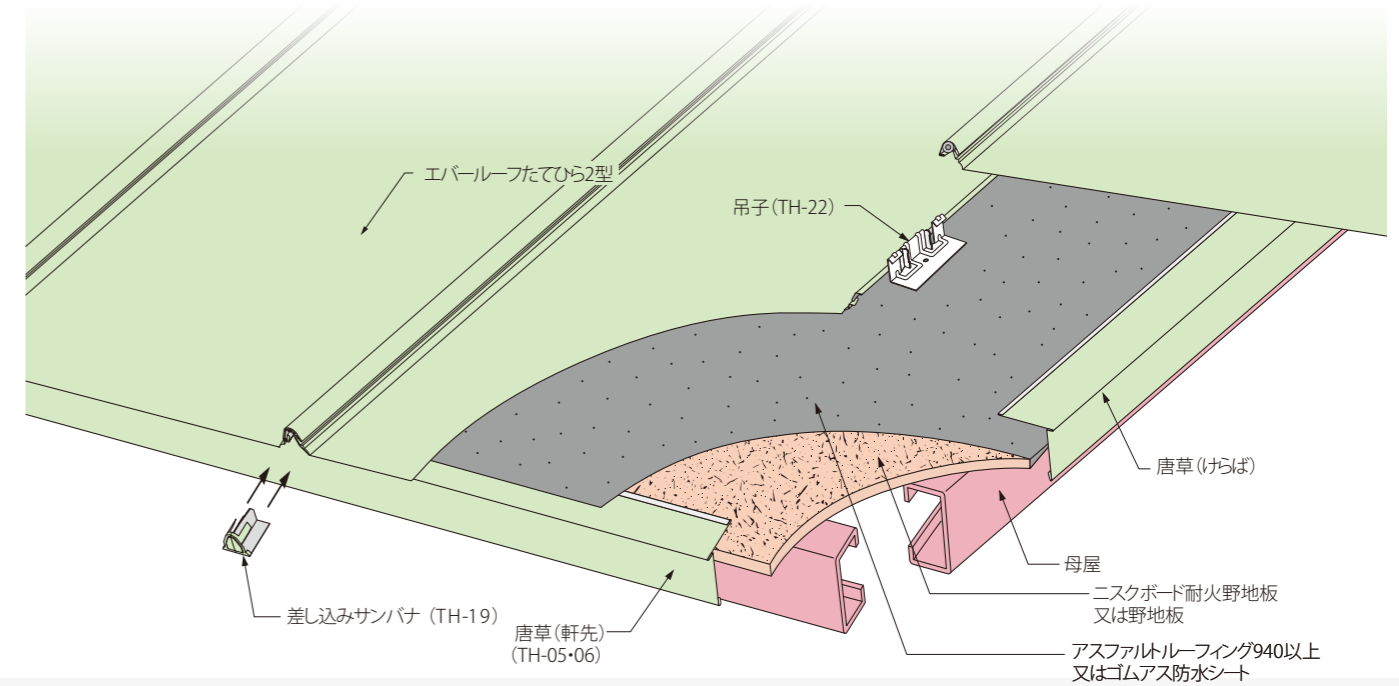 エバールーフたてひら2型
吊子(TH-22)
唐草(けらば)
母屋
ニスクボード耐火野地板
又は野地板
差し込みサンバナ (TH-19)
唐草(軒先)
(TH-05・06)
アスファルトルーフィング940以上
又はゴムアス防水シート